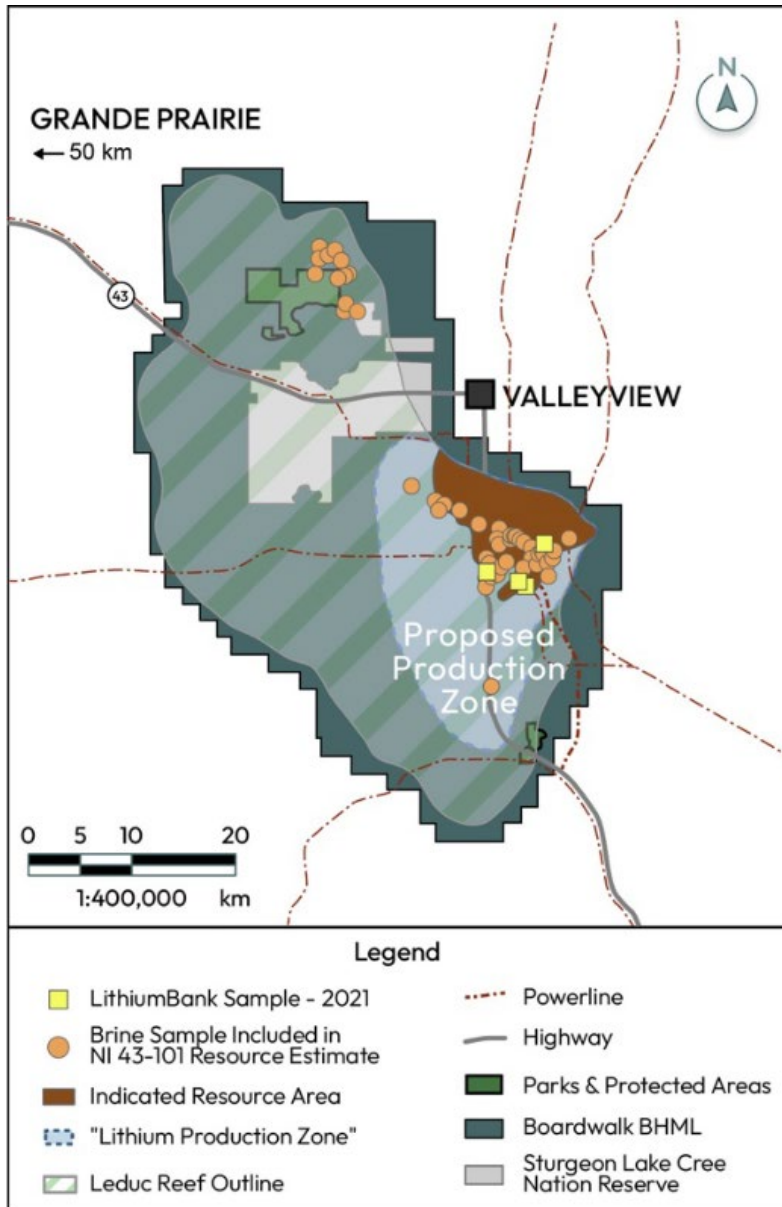 N
GRANDE PRAIRIE
← 50 km
43
VALLEYVIEW
Proposed
Production
Zone
0 5 10 20
1:400,000 km
Legend
LithiumBank Sample - 2021
Brine Sample Included in
NI 43-101 Resource Estimate
Indicated Resource Area
"Lithium Production Zone"
Leduc Reef Outline
Powerline
Highway
Parks & Protected Areas
Boardwalk BHML
Sturgeon Lake Cree
Nation Reserve